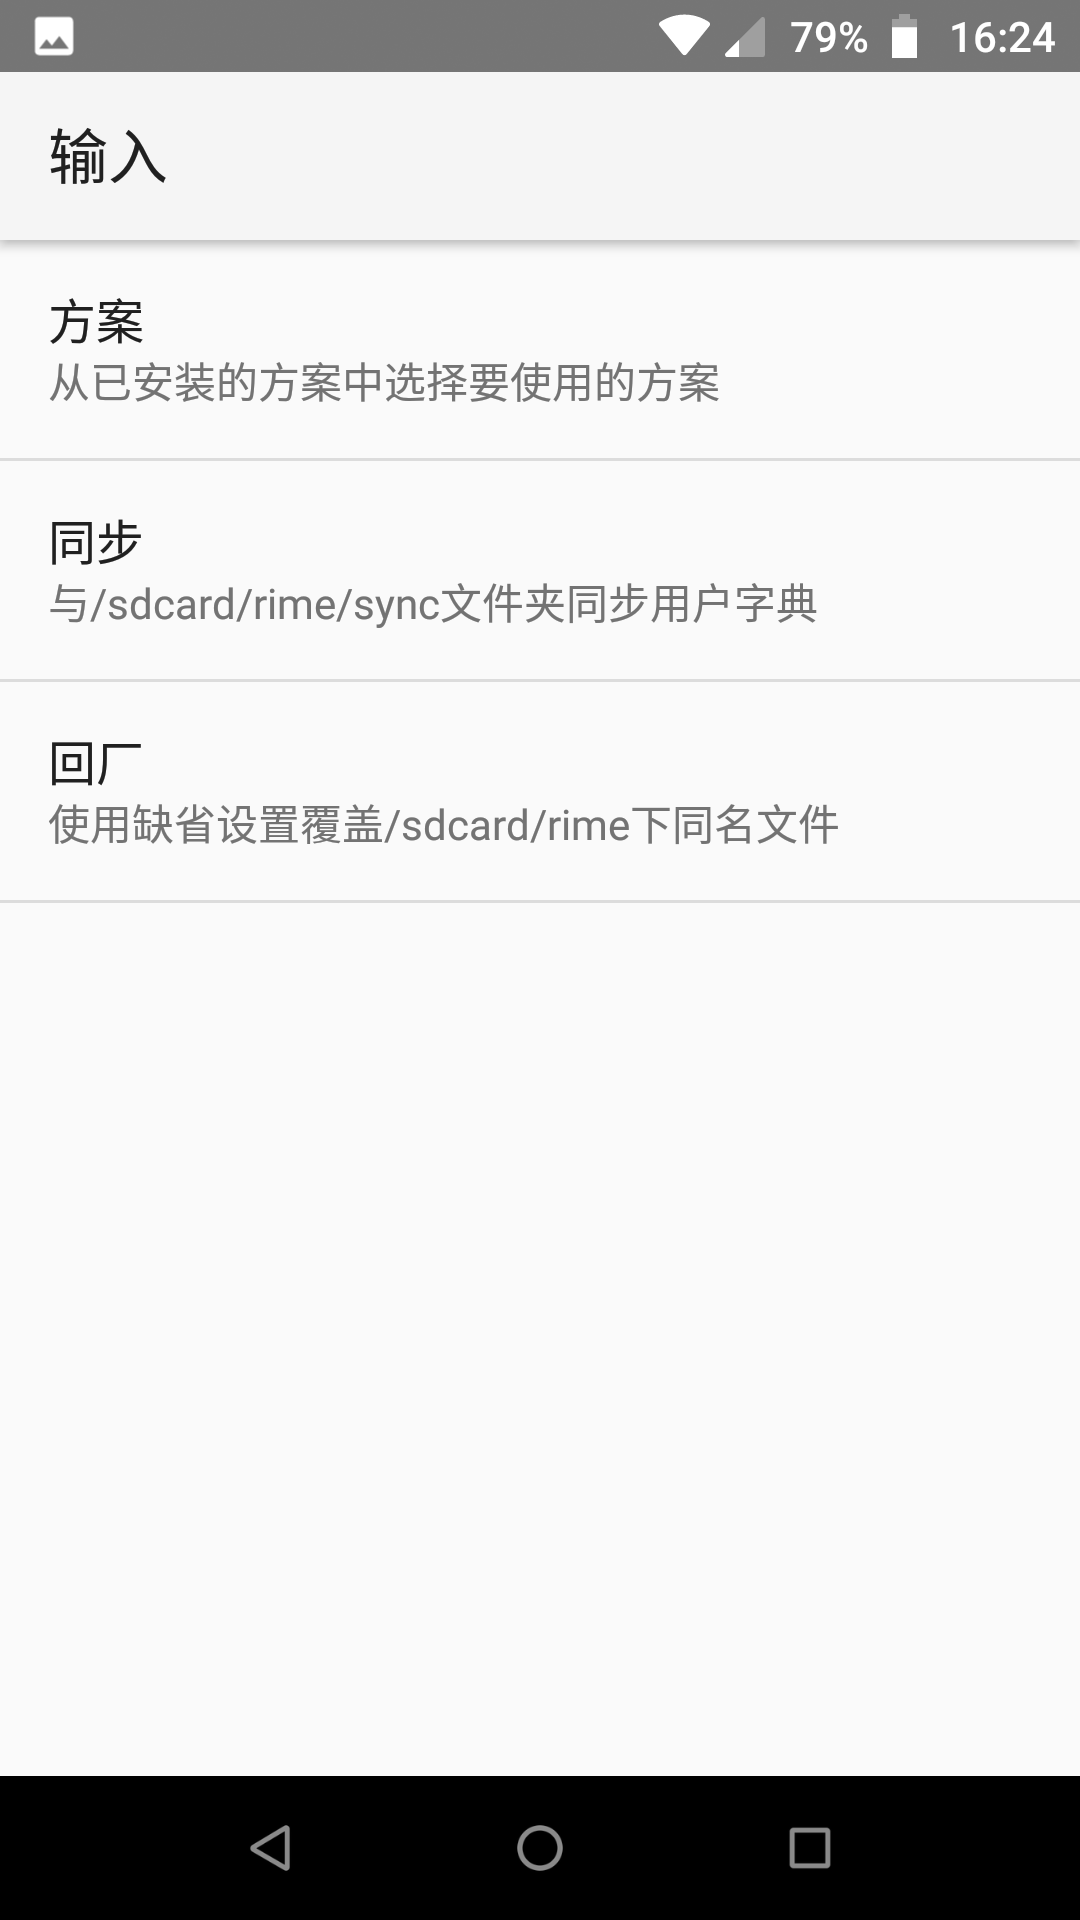 79% 16:24
输入
方案
从已安装的方案中选择要使用的方案
同步
与/sdcard/rime/sync文件夹同步用户字典
回厂
使用缺省设置覆盖/sdcard/rime下同名文件